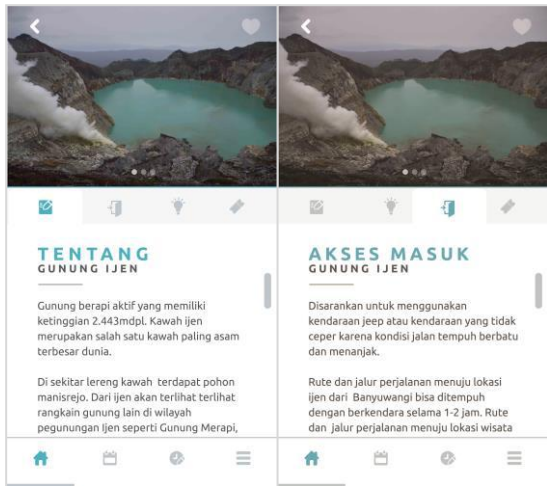 TENTANG
GUNUNG IJEN
Gunung berapi aktif yang memiliki
ketinggian 2.443mdpl. Kawah ijen
merupakan salah satu kawah paling asam
terbesar dunia.
Di sekitar lereng kawah terdapat pohon
manisrejo. Dari ijen akan terlihat terlihat
rangkain gunung lain di wilayah
pegunungan Ijen seperti Gunung Merapi,
AKSES MASUK
GUNUNG IJEN
Disarankan untuk menggunakan
kendaraan jeep atau kendaraan yang tidak
ceper karena kondisi jalan tempuh berbatu
dan menanjak.
Rute dan jalur perjalanan menuju lokasi
ijen dari Banyuwangi bisa ditempuh
dengan berkendara selama 1-2 jam. Rute
dan jalur perjalanan menuju lokasi wisata